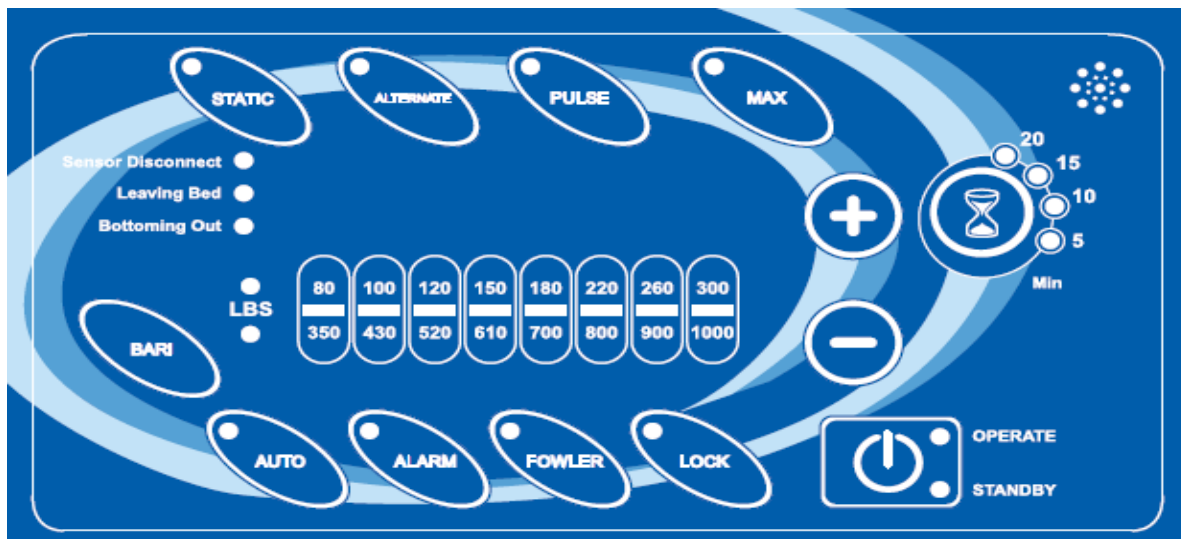 STATIC
ALTERNATE
PULSE
MAX
20
15
10
5
Min
Sensor Disconnect
Leaving Bed
Bottoming Out
LBS
80 100 120 150 180 220 260 300
350 430 520 610 700 800 900 1000
BARI
AUTO
ALARM
FOWLER
LOCK
OPERATE
STANDBY